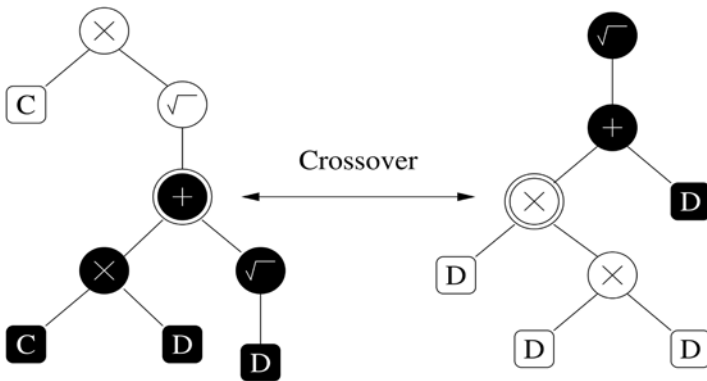 × √
C √ +
Crossover
+ × D
× √ D ×
C D D D D